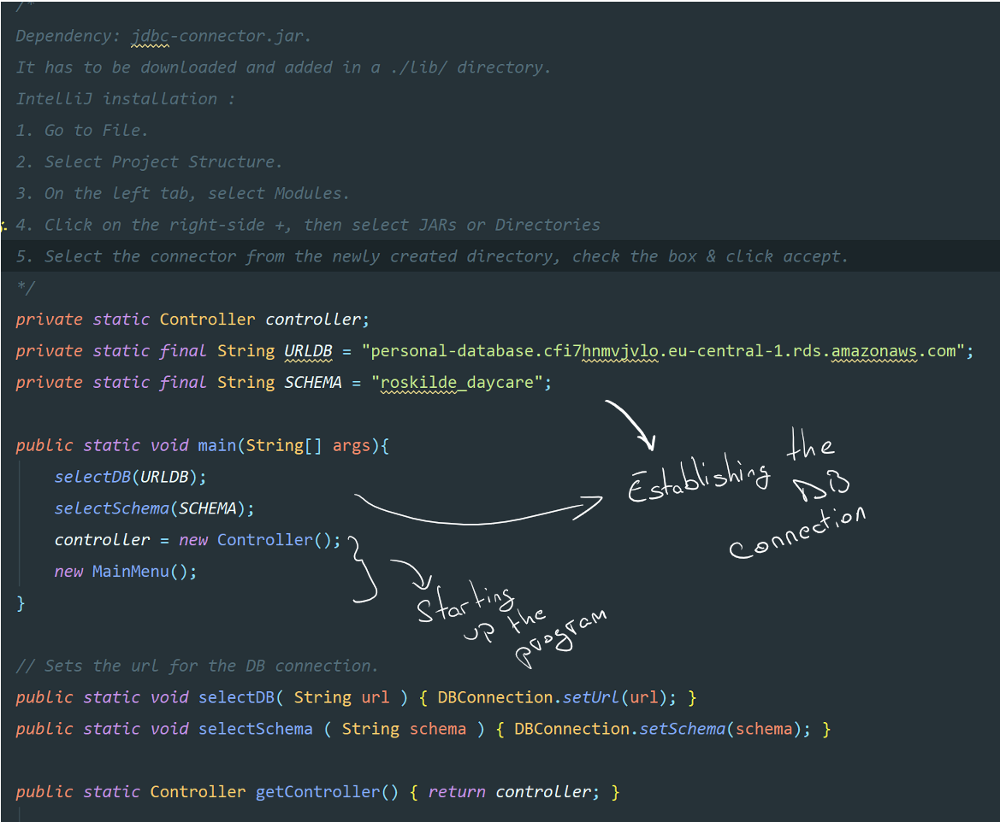 /*
Dependency: jdbc-connector.jar.
It has to be downloaded and added in a ./lib/ directory.
IntelliJ installation :
1. Go to File.
2. Select Project Structure.
3. On the left tab, select Modules.
4. Click on the right-side +, then select JARs or Directories
5. Select the connector from the newly created directory, check the box & click accept.
*/
private static Controller controller;
private static final String URLDB = "personal-database.cfi7hnmvjvlo.eu-central-1.rds.amazonaws.com";
private static final String SCHEMA = "roskilde_daycare";
public static void main(String[] args){
selectDB(URLDB);
selectSchema(SCHEMA);
controller = new Controller();
new MainMenu();
}
Establishing the
DB
connection
Starting
up the
program
// Sets the url for the DB connection.
public static void selectDB( String url ) { DBConnection.setUrl(url); }
public static void selectSchema ( String schema ) { DBConnection.setSchema(schema); }
public static Controller getController() { return controller; }